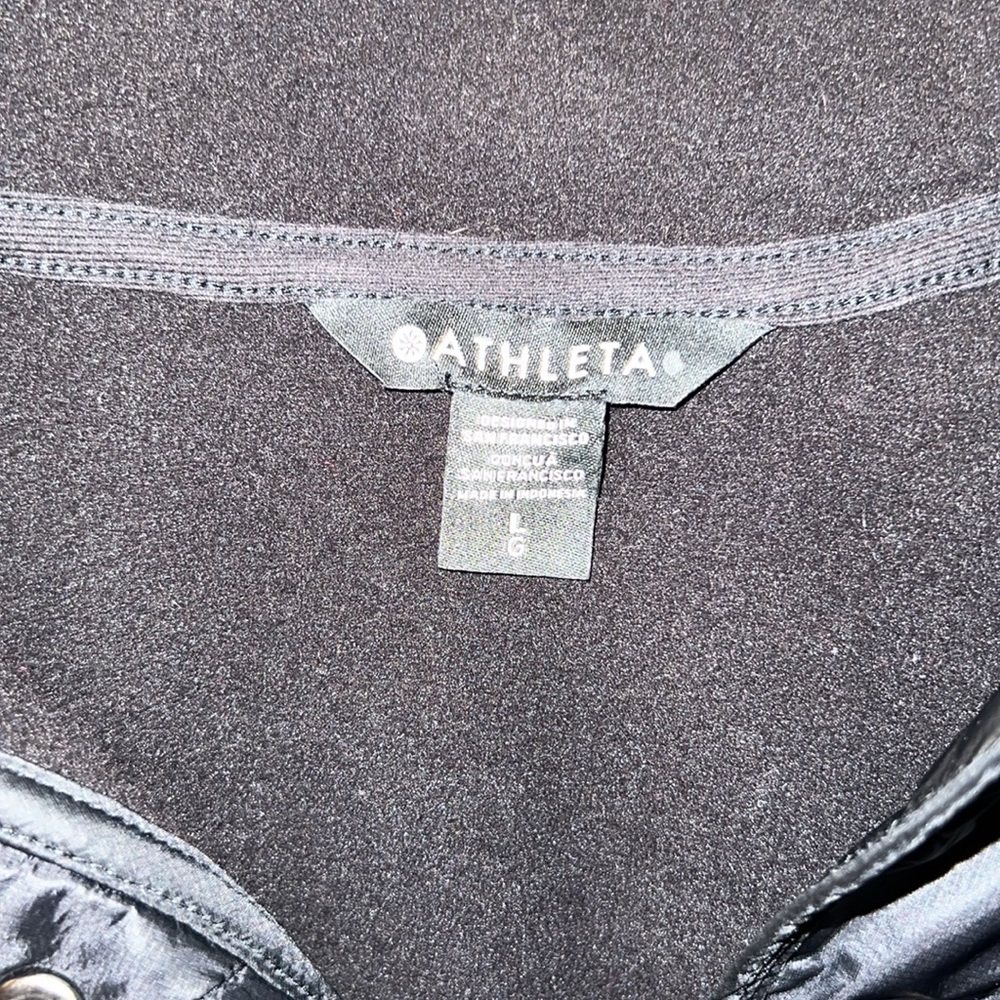 ATHLETA
DESIGNED IN
SAN FRANCISCO
CONÇU À
SAN FRANCISCO
MADE IN INDONESIA
L
G